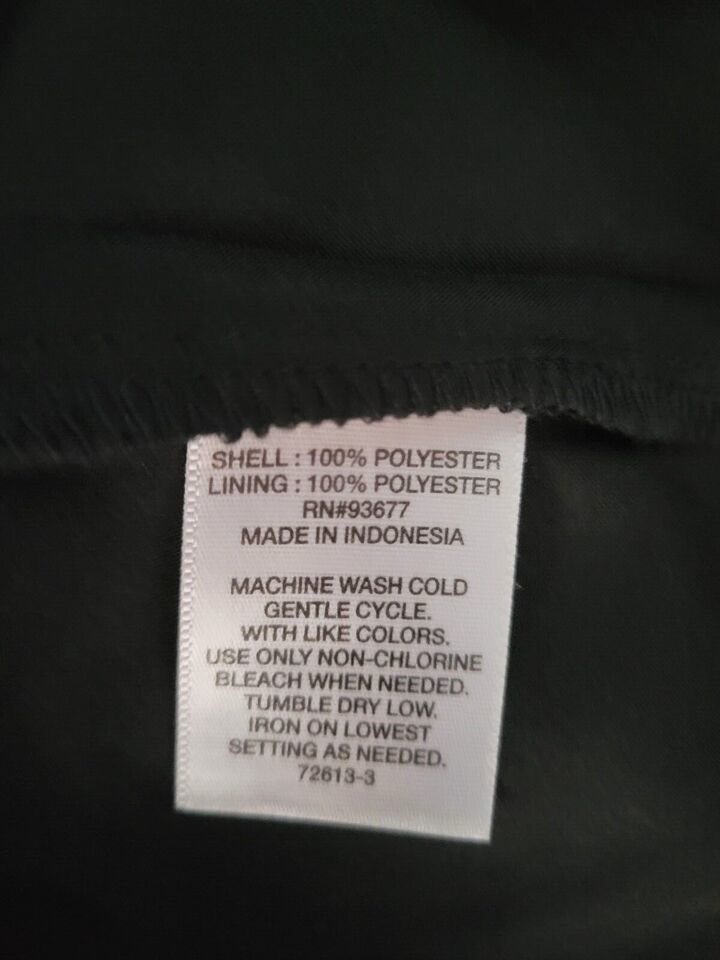 SHELL : 100% POLYESTER
LINING : 100% POLYESTER
RN#93677
MADE IN INDONESIA
MACHINE WASH COLD
GENTLE CYCLE.
WITH LIKE COLORS.
USE ONLY NON-CHLORINE
BLEACH WHEN NEEDED.
TUMBLE DRY LOW.
IRON ON LOWEST
SETTING AS NEEDED.
72613-3